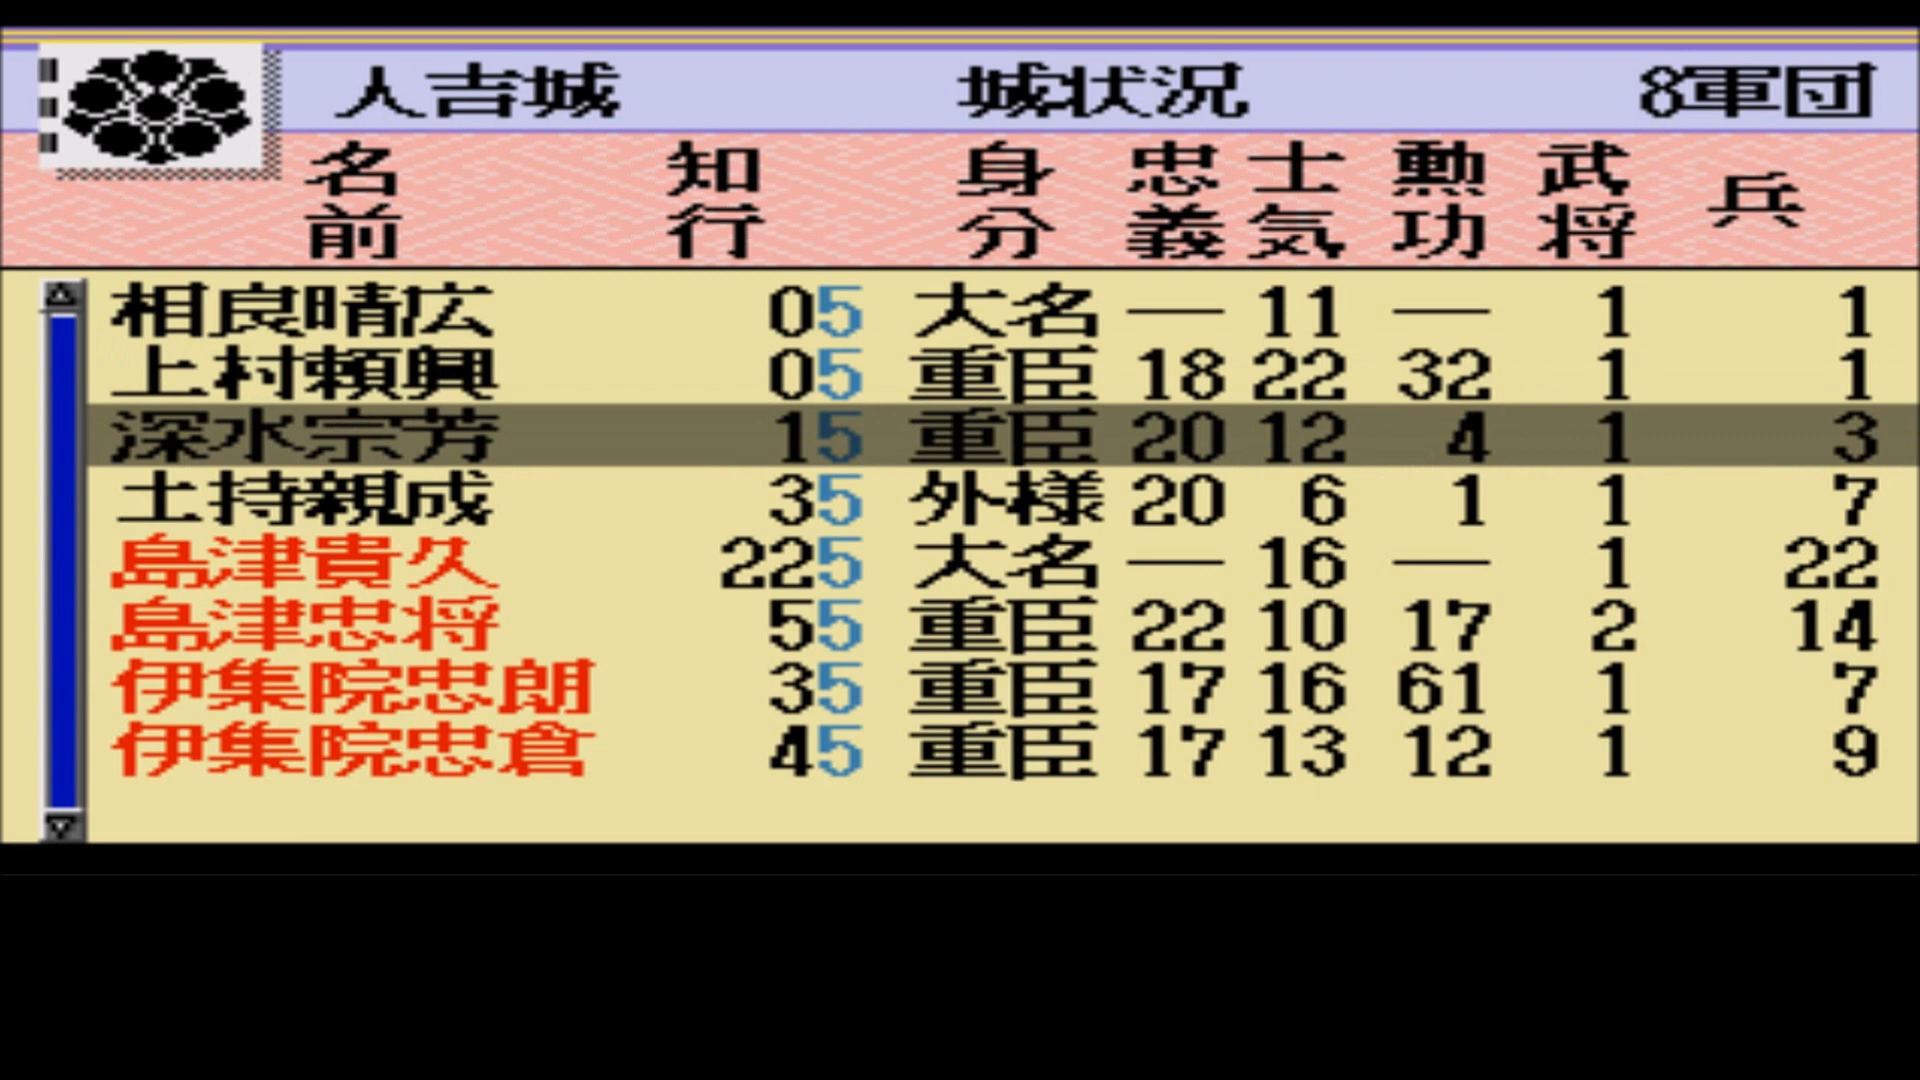 人吉城 城状況 8軍団
名前 知行 身分 忠義 士気 勲功 武将 兵
相良晴広 05 大名 — 11 — 1 1
上村頼興 05 重臣 18 22 32 1 1
深水宗芳 15 重臣 20 12 4 1 3
土持親成 35 外様 20 6 1 1 7
島津貴久 225 大名 — 16 — 1 22
島津忠将 55 重臣 22 10 17 2 14
伊集院忠朗 35 重臣 17 16 61 1 7
伊集院忠倉 45 重臣 17 13 12 1 9